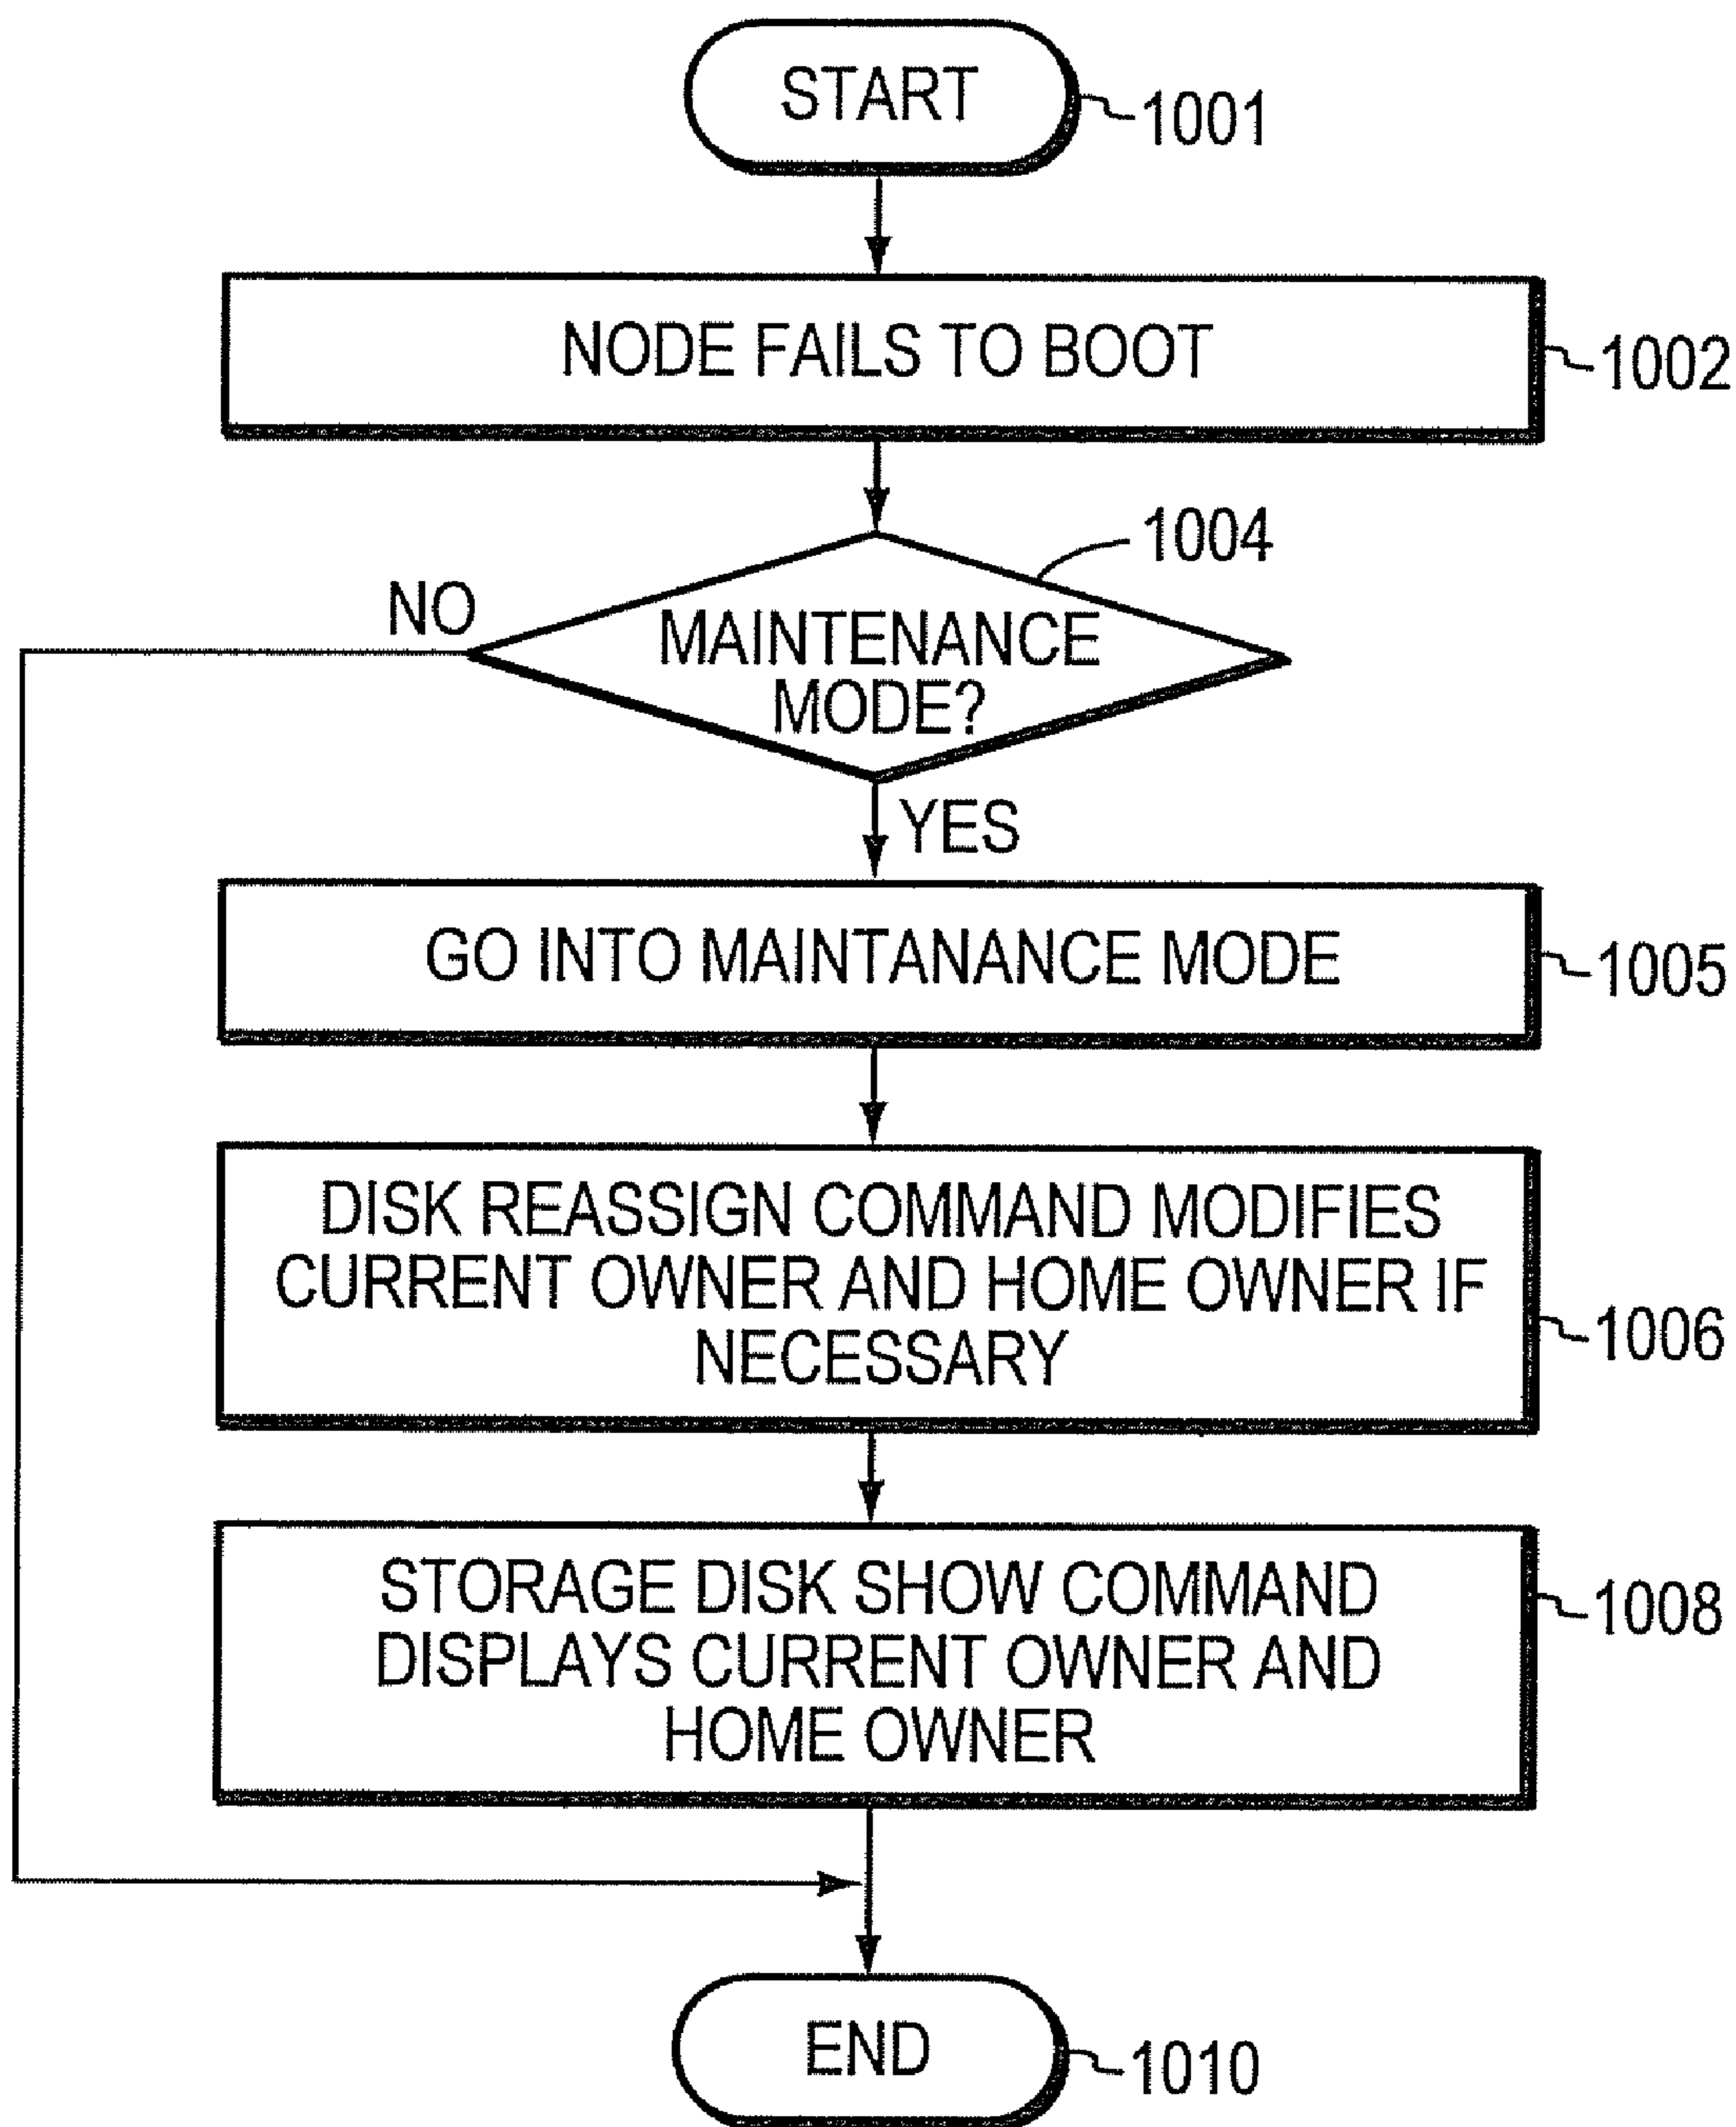 START
1001
NODE FAILS TO BOOT
1002
1004
NO
MAINTENANCE
MODE?
YES
GO INTO MAINTANANCE MODE
1005
DISK REASSIGN COMMAND MODIFIES
CURRENT OWNER AND HOME OWNER IF
NECESSARY
1006
STORAGE DISK SHOW COMMAND
DISPLAYS CURRENT OWNER AND
HOME OWNER
1008
END
1010